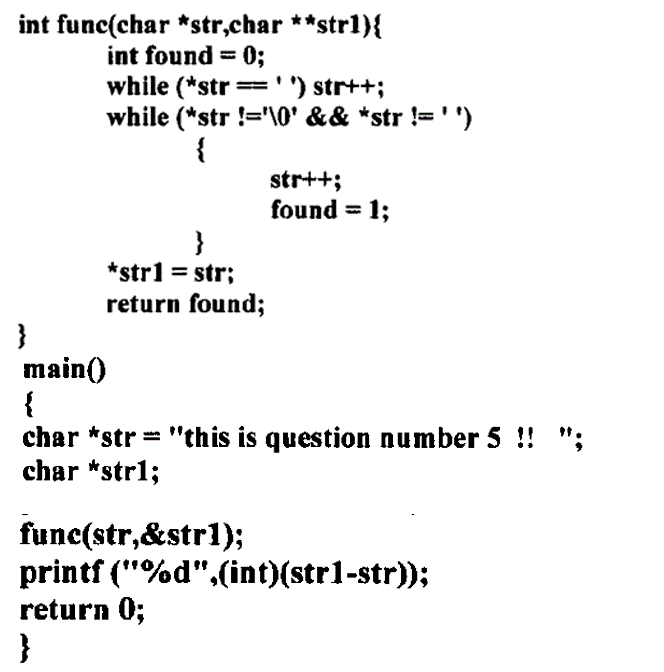 int func(char *str,char **str1){
int found = 0;
while (*str == ' ') str++;
while (*str !='\0' && *str != ' ')
{
str++;
found = 1;
}
*str1 = str;
return found;
}
main()
{
char *str = "this is question number 5  !!   ";
char *str1;
func(str,&str1);
printf ("%d",(int)(str1-str));
return 0;
}